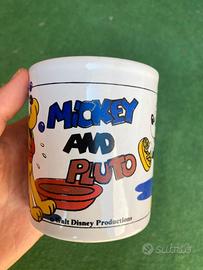 MICKEY
AND
PLUTO
Walt Disney Productions
subito